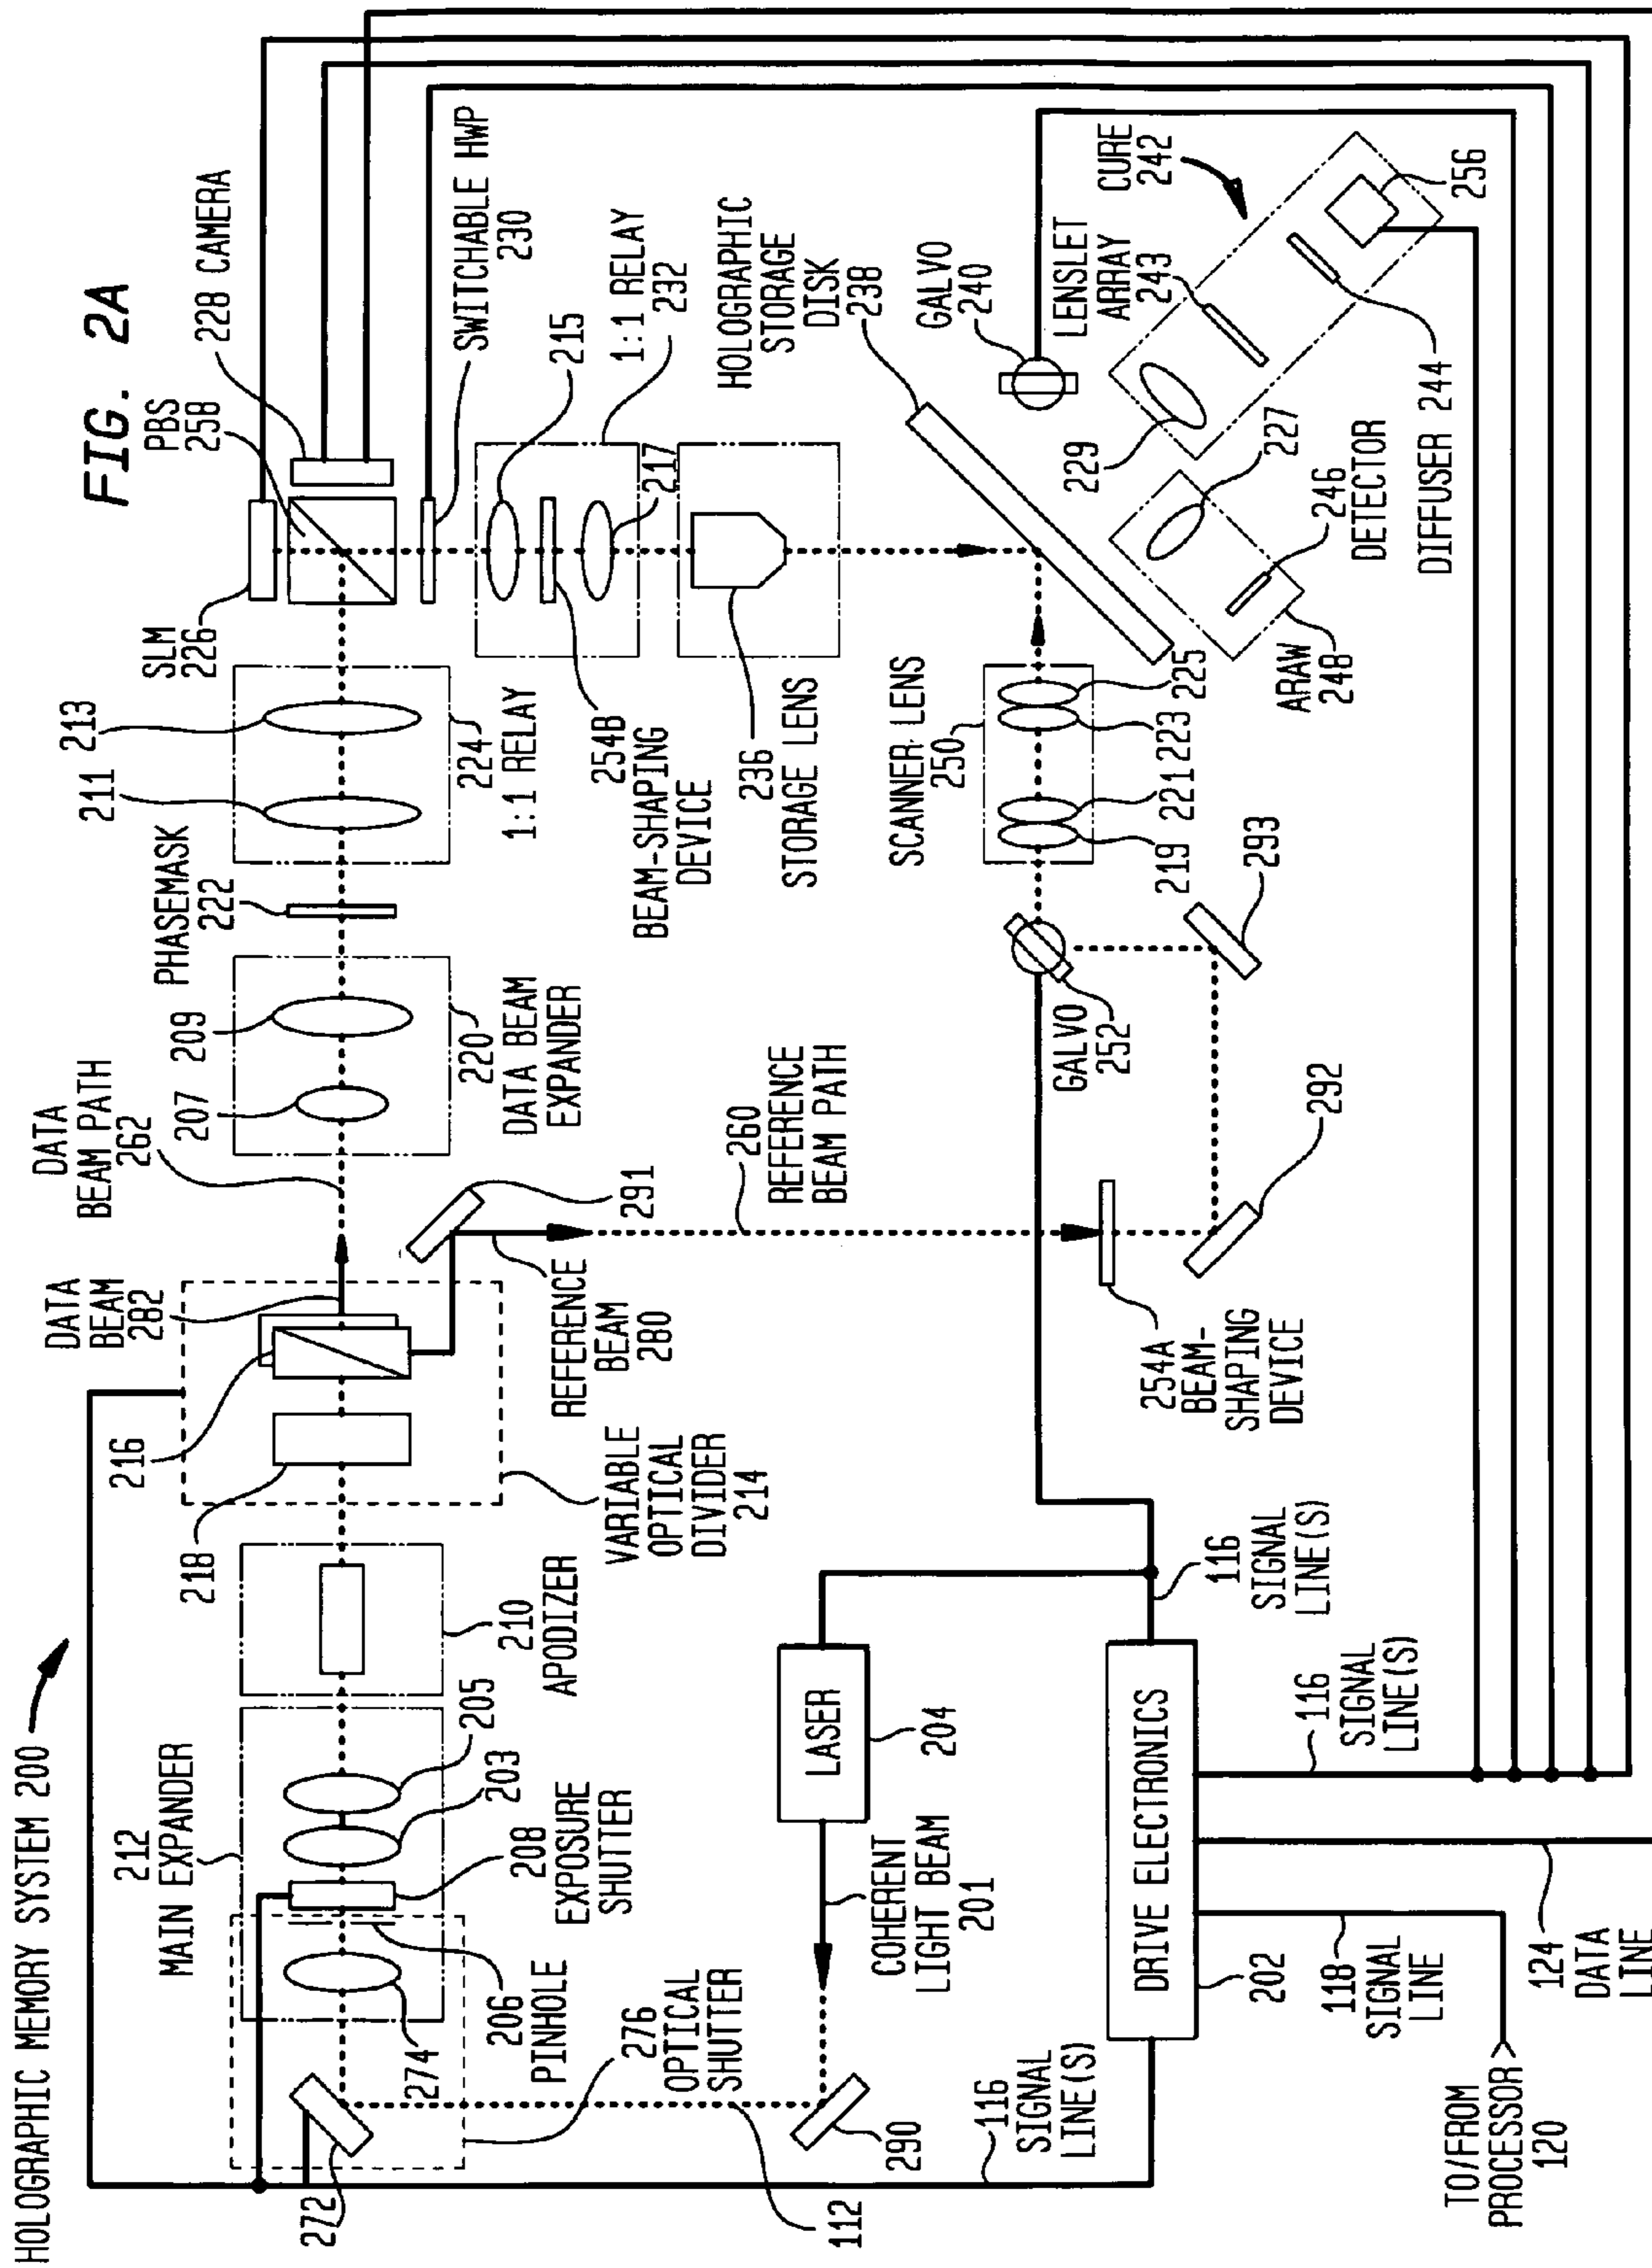 HOLOGRAPHIC MEMORY SYSTEM 200
FIG. 2A
212
MAIN EXPANDER
272
274
206
PINHOLE
276
OPTICAL
SHUTTER
208
EXPOSURE
SHUTTER
203
205
210
APODIZER
218
216
VARIABLE
OPTICAL
DIVIDER
214
DATA
BEAM
282
REFERENCE
BEAM
280
291
DATA
BEAM PATH
262
207
209
220
DATA BEAM
EXPANDER
PHASEMASK
222
211
213
224
1:1 RELAY
SLM
226
PBS
258
228 CAMERA
SWITCHABLE HWP
230
215
1:1 RELAY
232
217
254B
BEAM-SHAPING
DEVICE
236
STORAGE LENS
HOLOGRAPHIC
STORAGE
DISK
238
260
REFERENCE
BEAM PATH
254A
BEAM-
SHAPING
DEVICE
292
293
GALVO
252
SCANNER LENS
250
219
221
223
225
GALVO
240
LENSLET
ARRAY
243
CURE
242
229
227
246
DETECTOR
ARAW
248
DIFFUSER 244
256
112
290
COHERENT
LIGHT BEAM
201
LASER
204
116
SIGNAL
LINE(S)
DRIVE ELECTRONICS
202
116
SIGNAL
LINE(S)
116
SIGNAL
LINE(S)
118
SIGNAL
LINE
124
DATA
LINE
TO/FROM
PROCESSOR
120